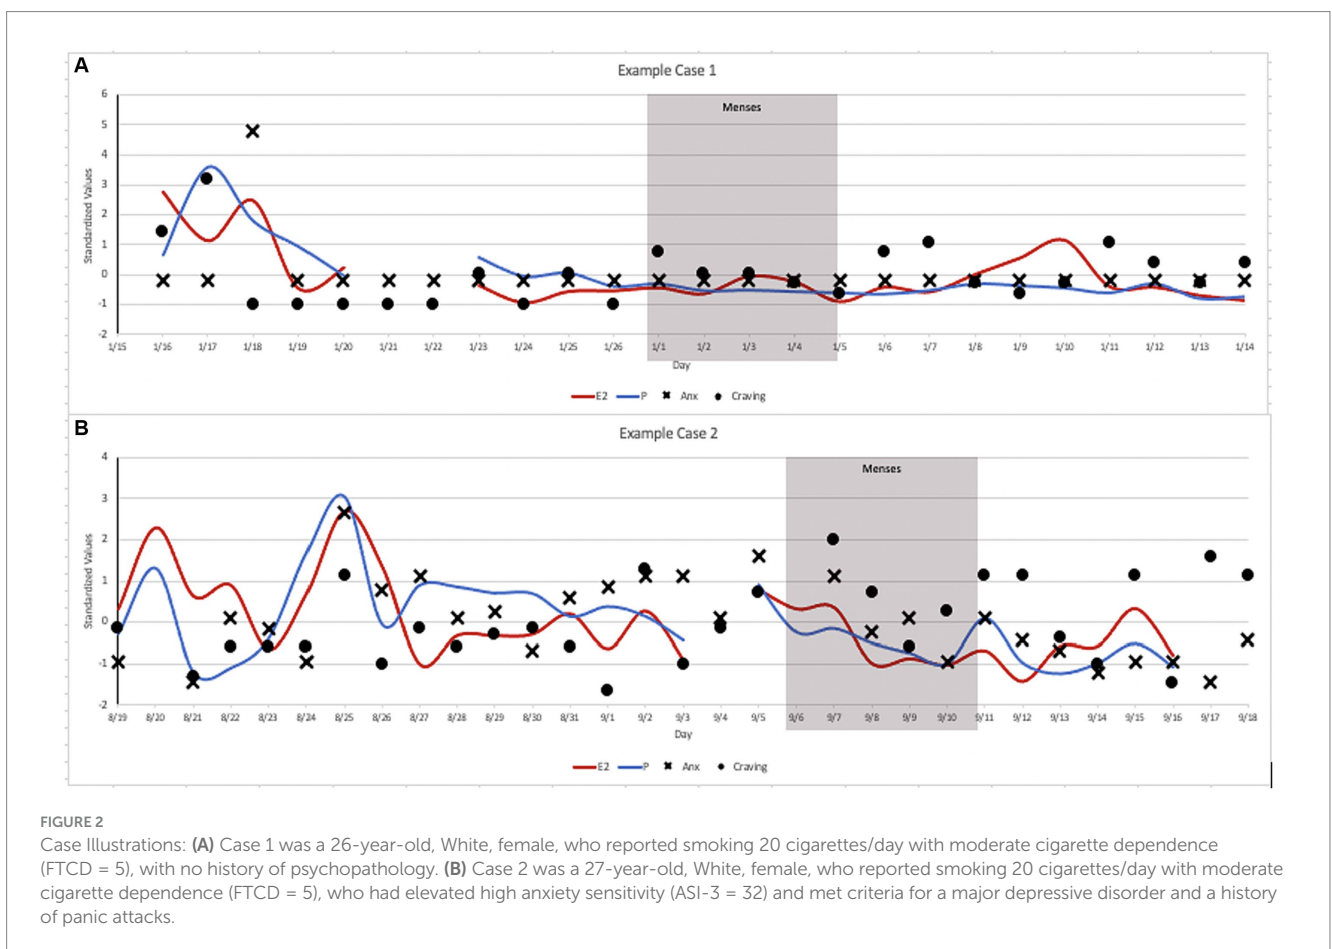 A
Example Case 1
Menses
6
5
4
3
2
1
0
-1
-2
Standardized Values
1/15 1/16 1/17 1/18 1/19 1/20 1/21 1/22 1/23 1/24 1/25 1/26 1/1 1/2 1/3 1/4 1/5 1/6 1/7 1/8 1/9 1/10 1/11 1/12 1/13 1/14
Day
E2 P Anx Craving
B
Example Case 2
Menses
4
3
2
1
0
-1
-2
Standardized Values
8/19 8/20 8/21 8/22 8/23 8/24 8/25 8/26 8/27 8/28 8/29 8/30 8/31 9/1 9/2 9/3 9/4 9/5 9/6 9/7 9/8 9/9 9/10 9/11 9/12 9/13 9/14 9/15 9/16 9/17 9/18
Day
E2 P Anx Craving
FIGURE 2
Case Illustrations: (A) Case 1 was a 26-year-old, White, female, who reported smoking 20 cigarettes/day with moderate cigarette dependence
(FTCD = 5), with no history of psychopathology. (B) Case 2 was a 27-year-old, White, female, who reported smoking 20 cigarettes/day with moderate
cigarette dependence (FTCD = 5), who had elevated high anxiety sensitivity (ASI-3 = 32) and met criteria for a major depressive disorder and a history
of panic attacks.